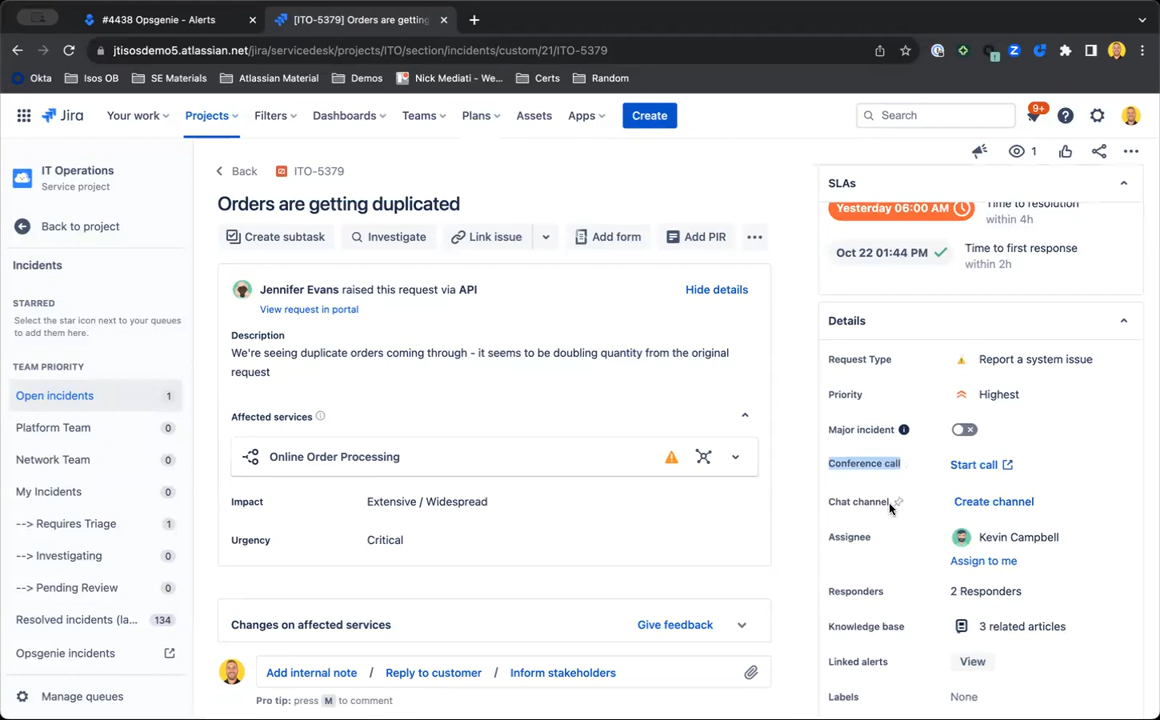 #4438 Opsgenie - Alerts
[ITO-5379] Orders are getting
jtisosdemo5.atlassian.net/jira/servicedesk/projects/ITO/section/incidents/custom/21/ITO-5379
Okta
Isos OB
SE Materials
Atlassian Material
Demos
Nick Mediati - We...
Certs
Random
Jira
Your work
Projects
Filters
Dashboards
Teams
Plans
Assets
Apps
Create
Search
9+
IT Operations
Service project
Back to project
Incidents
STARRED
Select the star icon next to your queues
to add them here.
TEAM PRIORITY
Open incidents 1
Platform Team 0
Network Team 0
My Incidents 0
--> Requires Triage 1
--> Investigating 0
--> Pending Review 0
Resolved incidents (la... 134
Opsgenie incidents
Manage queues
Back
ITO-5379
1
Orders are getting duplicated
Create subtask
Investigate
Link issue
Add form
Add PIR
Jennifer Evans raised this request via API
Hide details
View request in portal
Description
We're seeing duplicate orders coming through - it seems to be doubling quantity from the original
request
Affected services
Online Order Processing
Impact Extensive / Widespread
Urgency Critical
Changes on affected services
Give feedback
Add internal note / Reply to customer / Inform stakeholders
Pro tip: press M to comment
SLAs
Yesterday 06:00 AM Time to resolution
within 4h
Oct 22 01:44 PM Time to first response
within 2h
Details
Request Type Report a system issue
Priority Highest
Major incident
Conference call Start call
Chat channel Create channel
Assignee Kevin Campbell
Assign to me
Responders 2 Responders
Knowledge base 3 related articles
Linked alerts View
Labels None